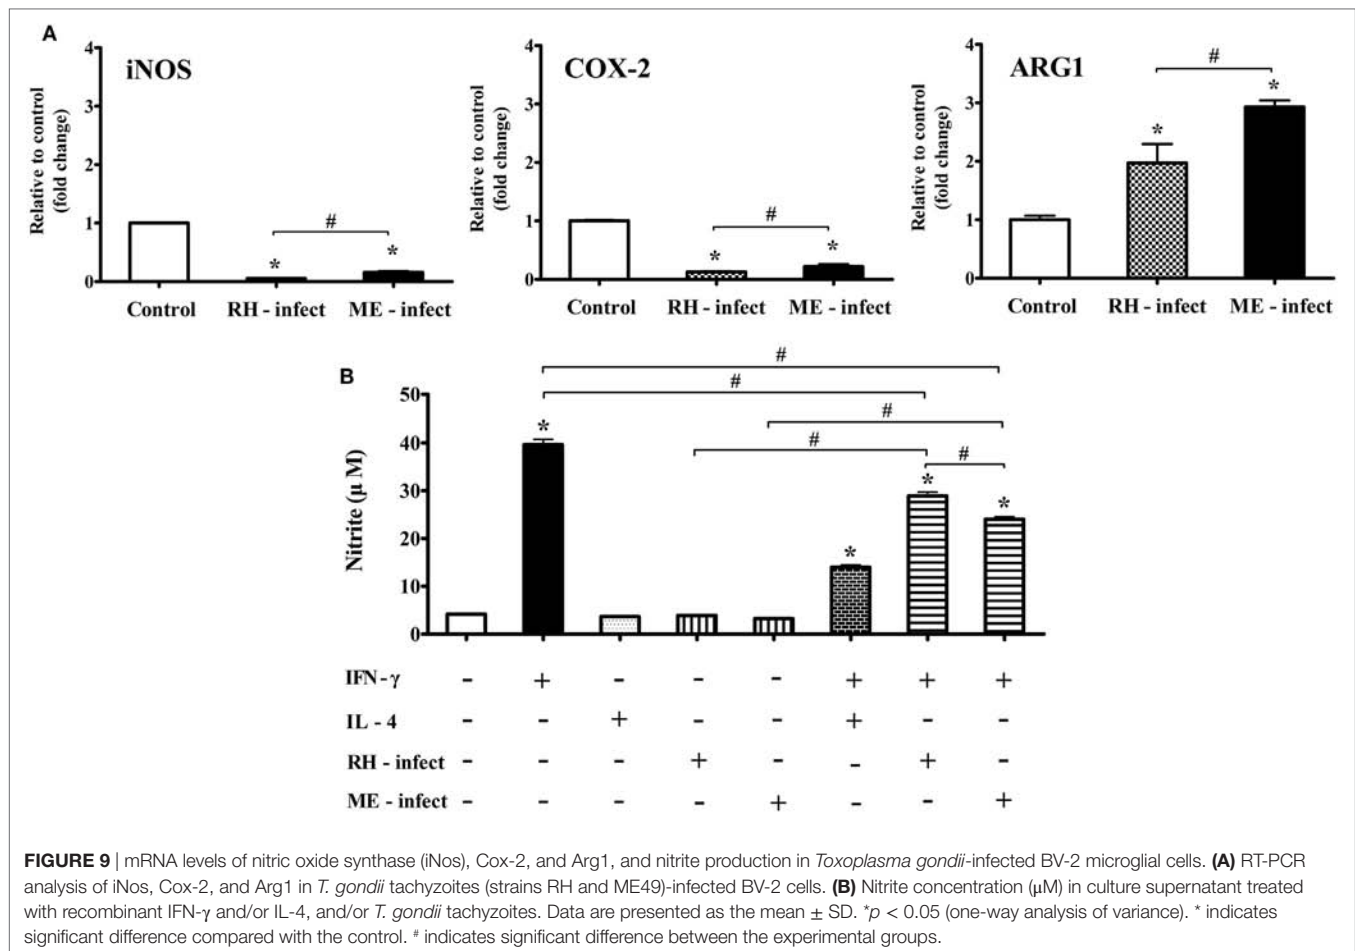 A
iNOS
Relative to control
(fold change)
4
3
2
1
0
#
*
*
Control
RH - infect
ME - infect
COX-2
Relative to control
(fold change)
4
3
2
1
0
#
*
*
Control
RH - infect
ME - infect
ARG1
Relative to control
(fold change)
4
3
2
1
0
#
*
*
Control
RH - infect
ME - infect
B
Nitrite (μ M)
50
40
30
20
10
0
#
#
#
#
#
*
*
*
*
IFN-γ - + - - - + + +
IL - 4 - - + - - + - -
RH - infect - - - + - - + -
ME - infect - - - - + - - +
FIGURE 9 | mRNA levels of nitric oxide synthase (iNos), Cox-2, and Arg1, and nitrite production in Toxoplasma gondii-infected BV-2 microglial cells. (A) RT-PCR
analysis of iNos, Cox-2, and Arg1 in T. gondii tachyzoites (strains RH and ME49)-infected BV-2 cells. (B) Nitrite concentration (μM) in culture supernatant treated
with recombinant IFN-γ and/or IL-4, and/or T. gondii tachyzoites. Data are presented as the mean ± SD. *p < 0.05 (one-way analysis of variance). * indicates
significant difference compared with the control. # indicates significant difference between the experimental groups.